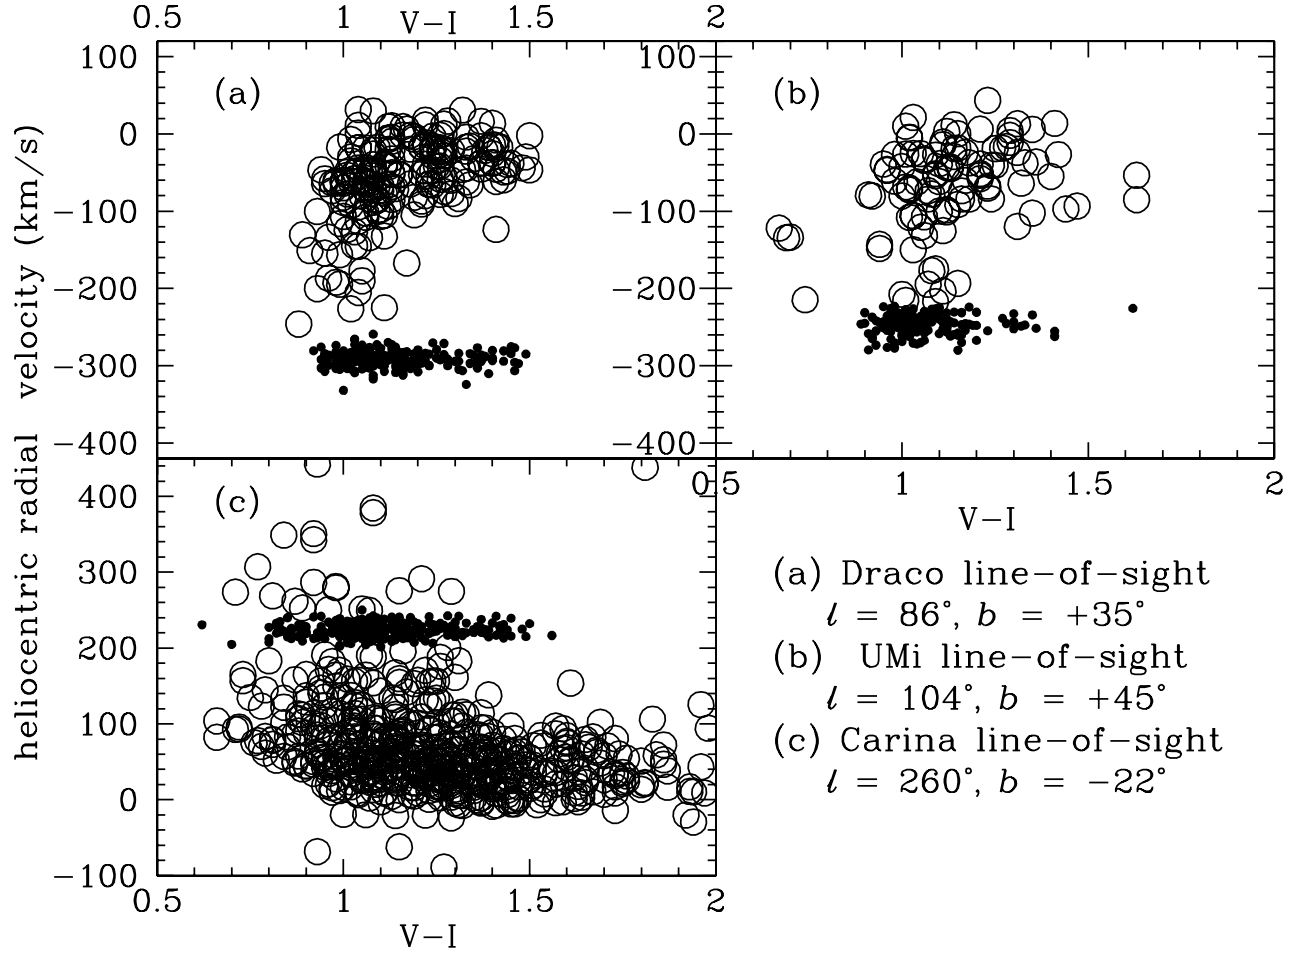 0.5 1 V−I 1.5 2
100 (a) 100 (b)
0 0
−100 −100
−200 −200
−300 −300
−400 −400
heliocentric radial velocity (km/s)
400 (c) 0.5 1 1.5 2
V−I
300
200
100
0
−100
0.5 1 1.5 2
V−I
(a) Draco line−of−sight
l = 86°, b = +35°
(b) UMi line−of−sight
l = 104°, b = +45°
(c) Carina line−of−sight
l = 260°, b = −22°